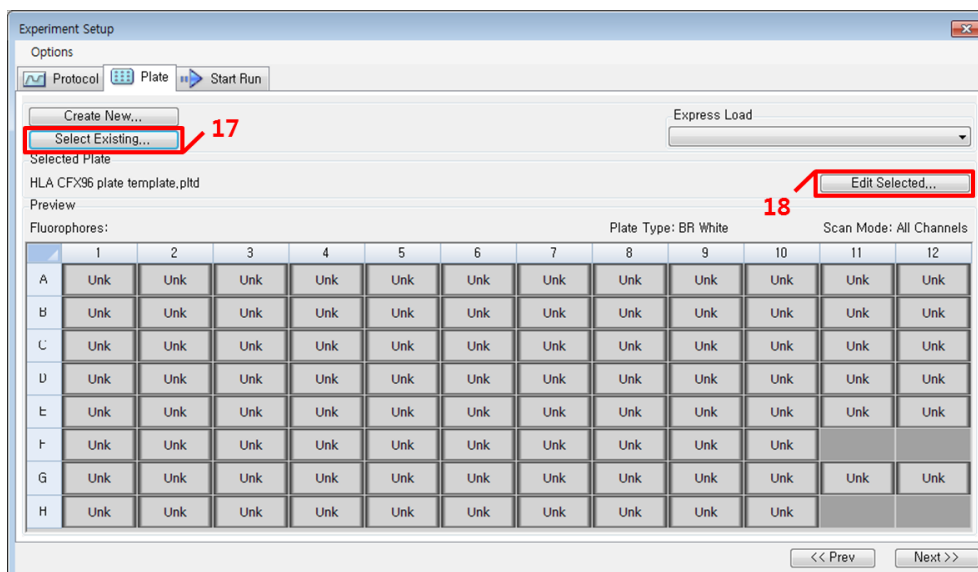 Experiment Setup
Options
Protocol Plate Start Run
Create New...
Express Load
Select Existing...
17
Selected Plate
HLA CFX96 plate template.pltd
Edit Selected...
18
Preview
Fluorophores:
Plate Type: BR White
Scan Mode: All Channels
1 2 3 4 5 6 7 8 9 10 11 12
A Unk Unk Unk Unk Unk Unk Unk Unk Unk Unk Unk Unk
B Unk Unk Unk Unk Unk Unk Unk Unk Unk Unk Unk Unk
C Unk Unk Unk Unk Unk Unk Unk Unk Unk Unk Unk Unk
D Unk Unk Unk Unk Unk Unk Unk Unk Unk Unk Unk Unk
E Unk Unk Unk Unk Unk Unk Unk Unk Unk Unk Unk Unk
F Unk Unk Unk Unk Unk Unk Unk Unk Unk Unk
G Unk Unk Unk Unk Unk Unk Unk Unk Unk Unk Unk Unk
H Unk Unk Unk Unk Unk Unk Unk Unk Unk Unk
<< Prev
Next >>